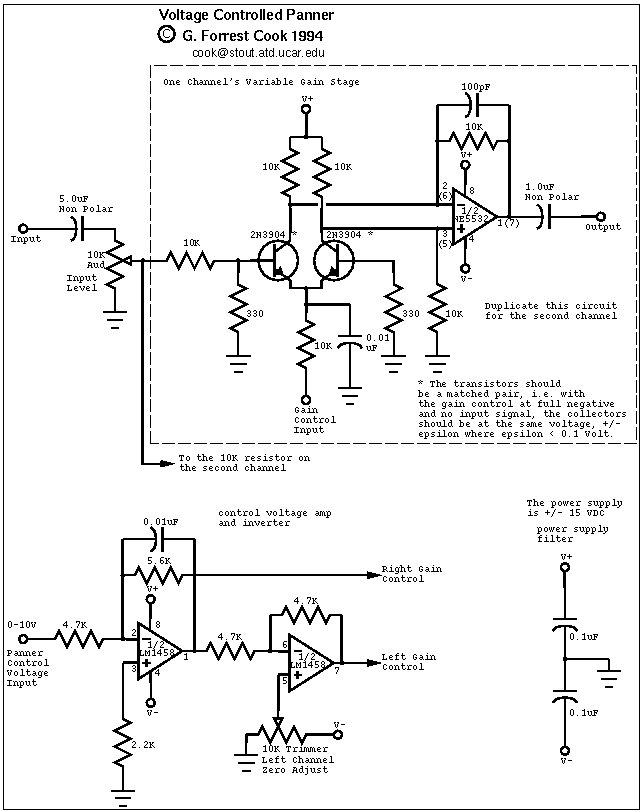 Voltage Controlled Panner
© G. Forrest Cook 1994
cook@stout.atd.ucar.edu
One Channel's Variable Gain Stage
V+
100pF
10K
10K
10K
V+
5.0uF
Non Polar
2
(6)
8
1.0uF
Non Polar
1/2
NE5532
1(7)
Input
10K
Aud
Input
Level
10K
2N3904 *
2N3904 *
3
(5)
4
Output
V-
330
10K
0.01
uF
330
10K
Duplicate this circuit
for the second channel
Gain
Control
Input
* The transistors should
be a matched pair, i.e. with
the gain control at full negative
and no input signal, the collectors
should be at the same voltage, +/-
epsilon where epsilon < 0.1 Volt.
To the 10K resistor on
the second channel
control voltage amp
and inverter
0.01uF
5.6K
V+
Right Gain
Control
The power supply
is +/- 15 VDC
power supply
filter
V+
0.1uF
0.1uF
V-
0-10V
4.7K
2
8
1/2
LM1458
1
3
4
V-
Panner
Control
Voltage
Input
2.2K
4.7K
4.7K
6
1/2
LM1458
7
5
Left Gain
Control
V-
10K Trimmer
Left Channel
Zero Adjust